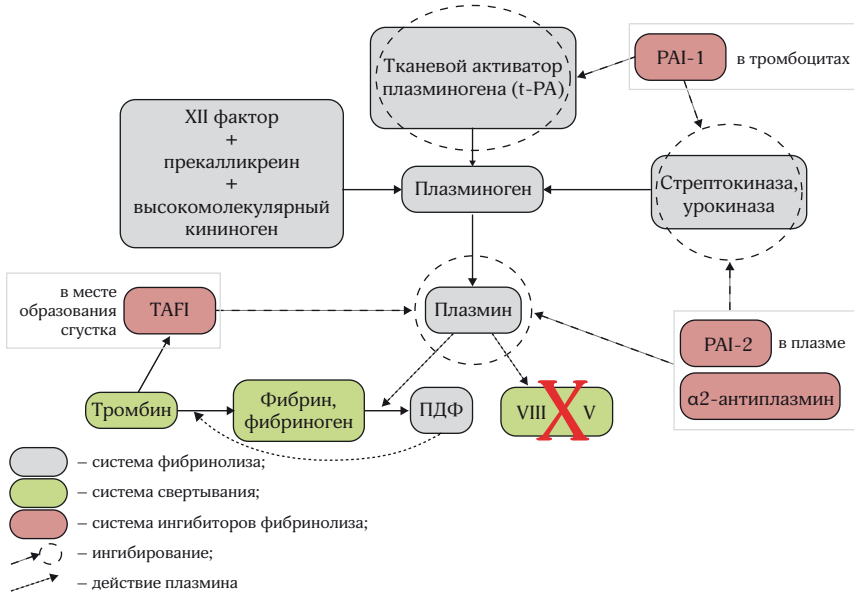 Тканевой активатор
плазминогена (t-PA)
PAI-1
в тромбоцитах
XII фактор
+
прекалликреин
+
высокомолекулярный
кининоген
Плазминоген
Стрептокиназа,
урокиназа
в месте
образования
сгустка
TAFI
Плазмин
PAI-2
в плазме
α2-антиплазмин
Тромбин
Фибрин,
фибриноген
ПДФ
VIII
X
V
– система фибринолиза;
– система свертывания;
– система ингибиторов фибринолиза;
– ингибирование;
– действие плазмина